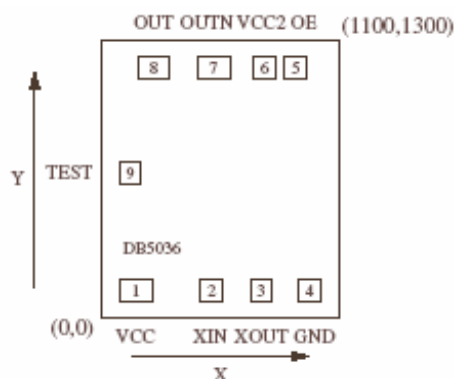 OUT OUTN VCC2 OE (1100,1300)
8 7 6 5
Y TEST 9
DB5036
1 2 3 4
(0,0) VCC XIN XOUT GND
X